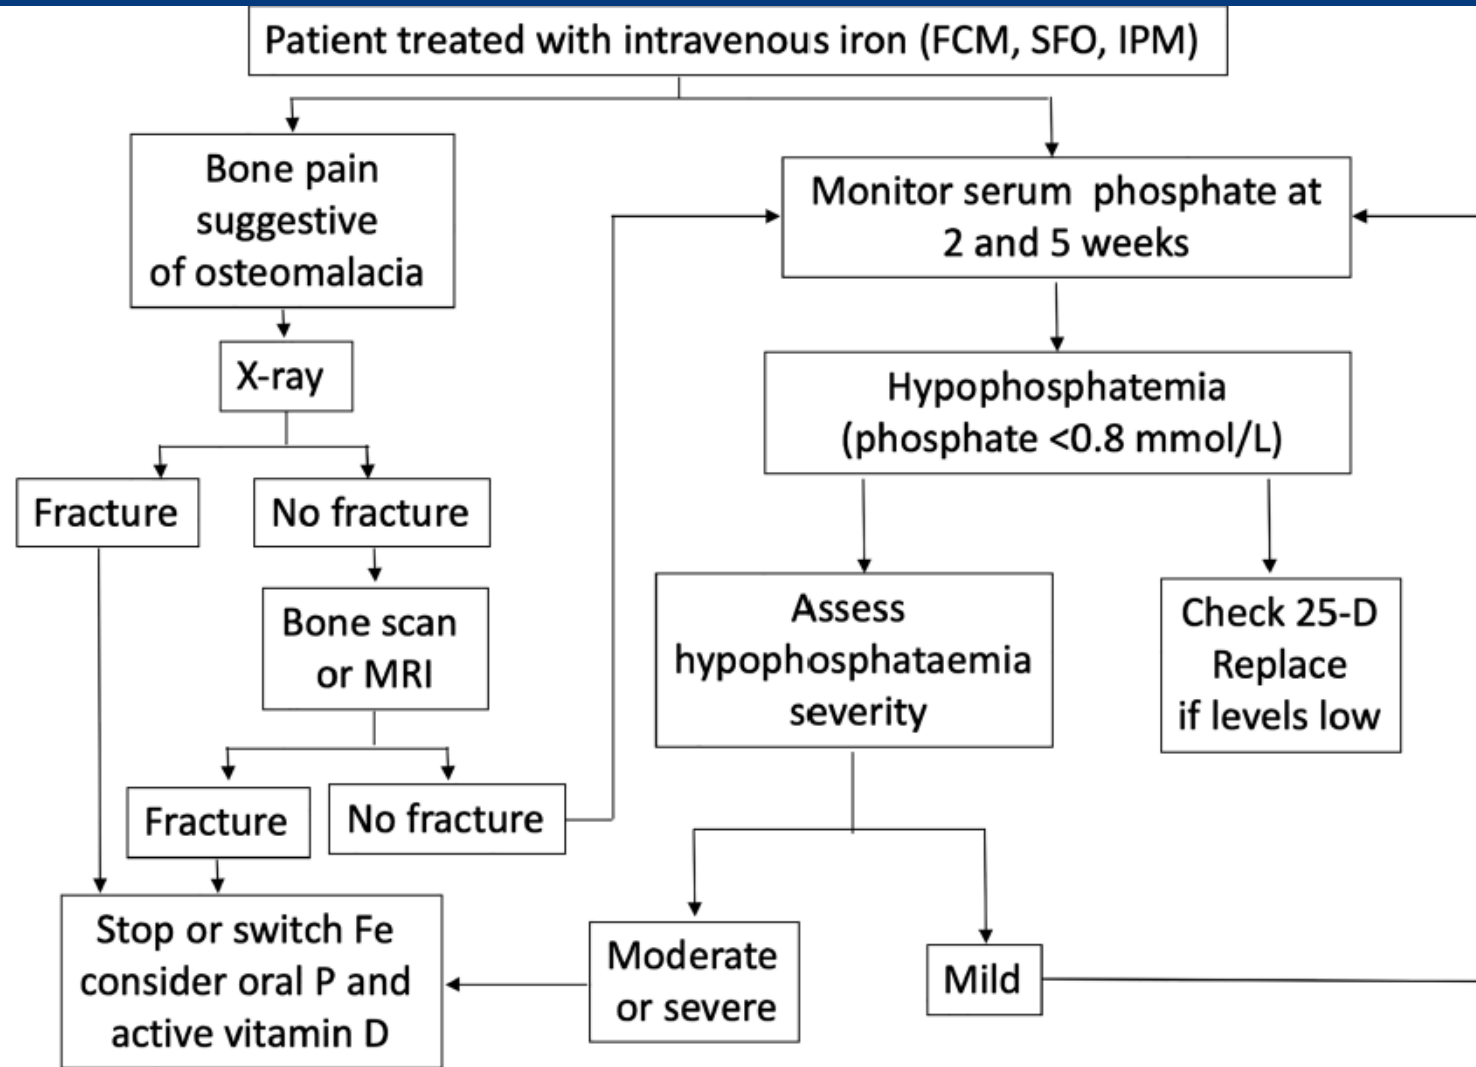 Patient treated with intravenous iron (FCM, SFO, IPM)
Bone pain
suggestive
of osteomalacia
Monitor serum phosphate at
2 and 5 weeks
X-ray
Hypophosphatemia
(phosphate <0.8 mmol/L)
Fracture
No fracture
Bone scan
or MRI
Assess
hypophosphataemia
severity
Check 25-D
Replace
if levels low
Fracture
No fracture
Stop or switch Fe
consider oral P and
active vitamin D
Moderate
or severe
Mild